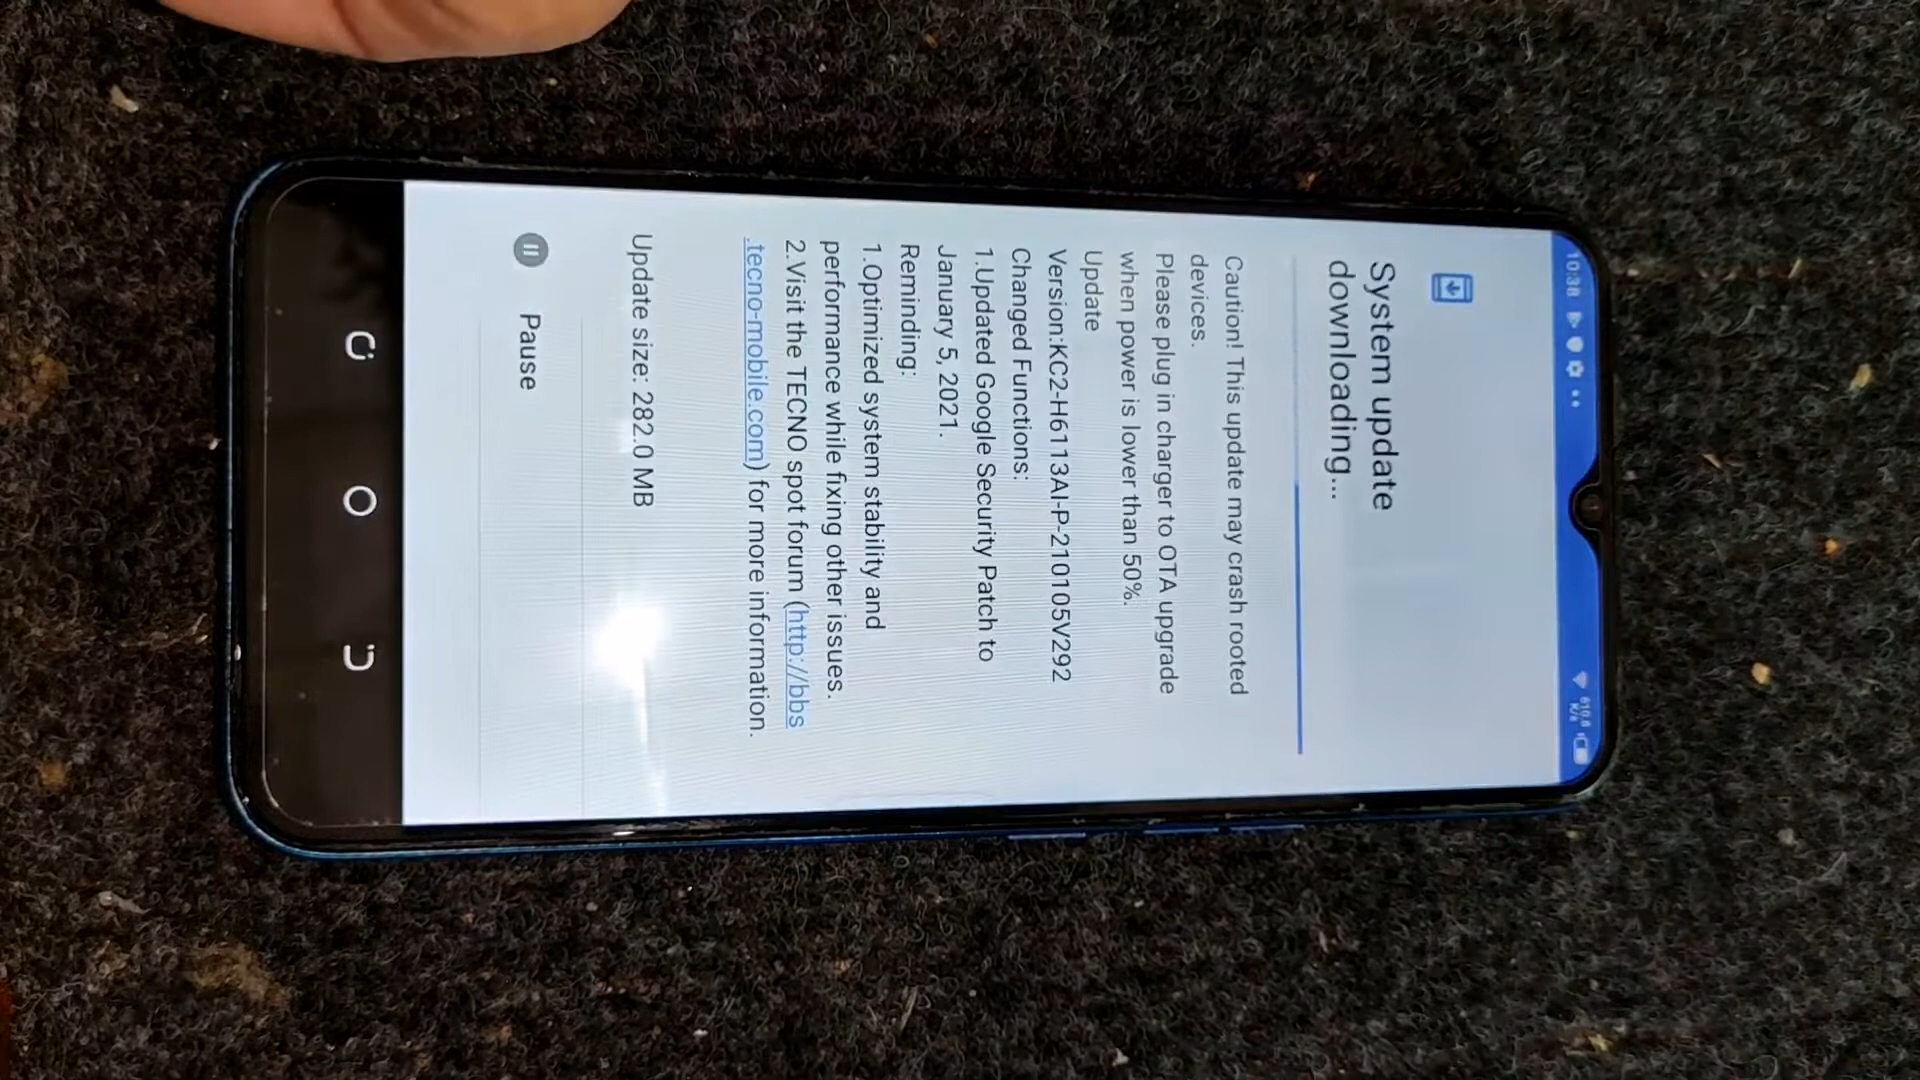 10:38
610.6
K/s
System update
downloading...
Caution! This update may crash rooted
devices.
Please plug in charger to OTA upgrade
when power is lower than 50%.
Update
Version:KC2-H6113AI-P-210105V292
Changed Functions:
1.Updated Google Security Patch to
January 5, 2021.
Reminding:
1.Optimized system stability and
performance while fixing other issues.
2.Visit the TECNO spot forum (http://bbs
.tecno-mobile.com) for more information.
Update size: 282.0 MB
Pause